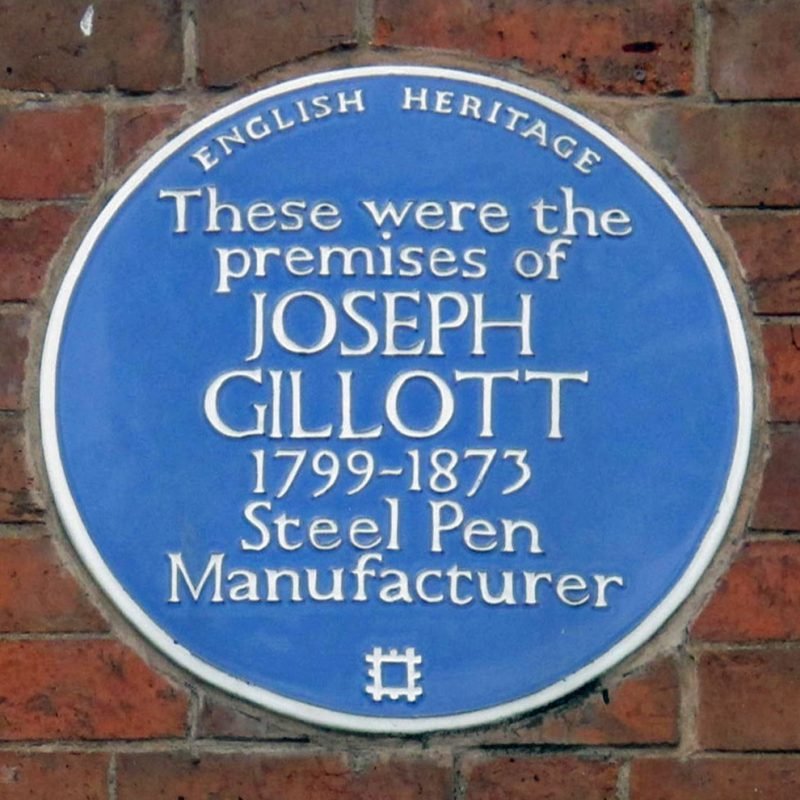 ENGLISH HERITAGE
These were the
premises of
JOSEPH
GILLOTT
1799-1873
Steel Pen
Manufacturer